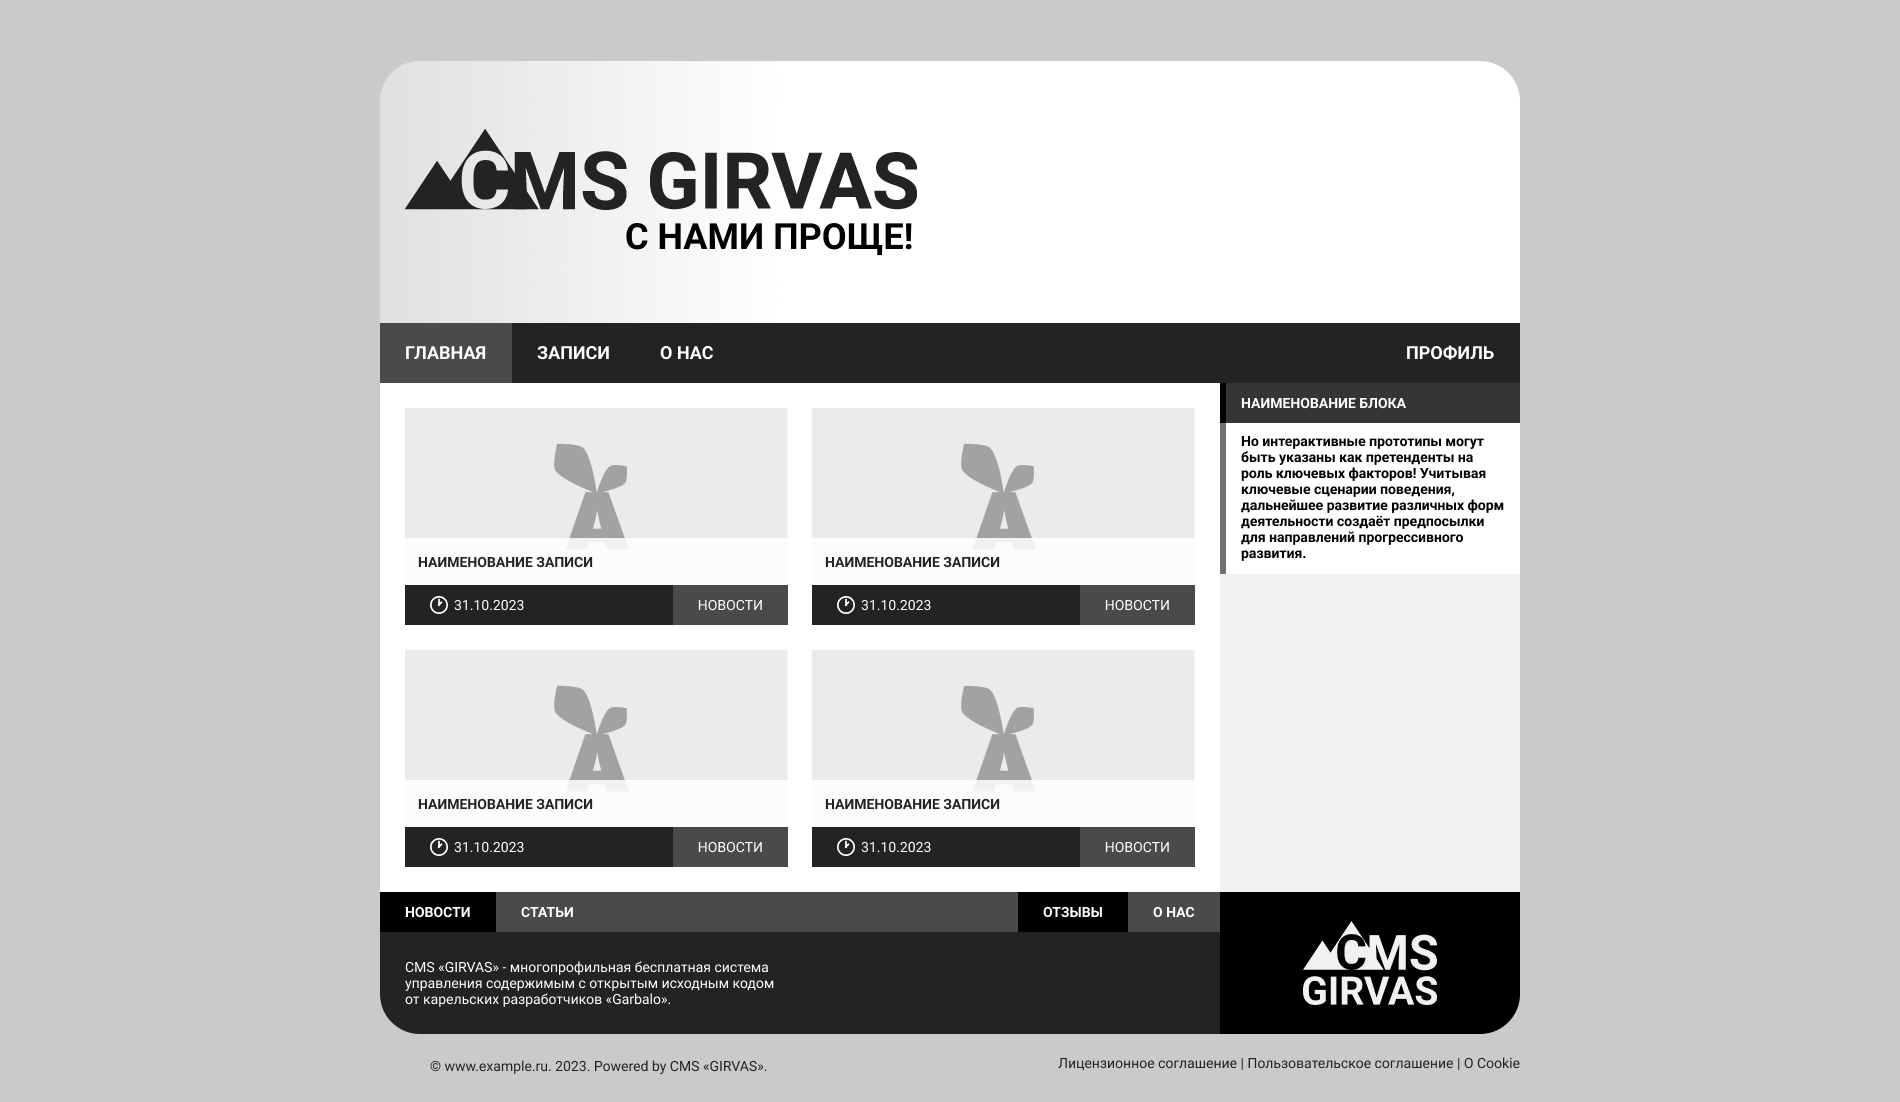 CMS GIRVAS
С НАМИ ПРОЩЕ!
ГЛАВНАЯ ЗАПИСИ О НАС ПРОФИЛЬ
НАИМЕНОВАНИЕ ЗАПИСИ
31.10.2023 НОВОСТИ
НАИМЕНОВАНИЕ ЗАПИСИ
31.10.2023 НОВОСТИ
НАИМЕНОВАНИЕ ЗАПИСИ
31.10.2023 НОВОСТИ
НАИМЕНОВАНИЕ ЗАПИСИ
31.10.2023 НОВОСТИ
НАИМЕНОВАНИЕ БЛОКА
Но интерактивные прототипы могут
быть указаны как претенденты на
роль ключевых факторов! Учитывая
ключевые сценарии поведения,
дальнейшее развитие различных форм
деятельности создаёт предпосылки
для направлений прогрессивного
развития.
НОВОСТИ СТАТЬИ ОТЗЫВЫ О НАС
CMS «GIRVAS» - многопрофильная бесплатная система
управления содержимым с открытым исходным кодом
от карельских разработчиков «Garbalo».
CMS
GIRVAS
© www.example.ru. 2023. Powered by CMS «GIRVAS».
Лицензионное соглашение | Пользовательское соглашение | О Cookie